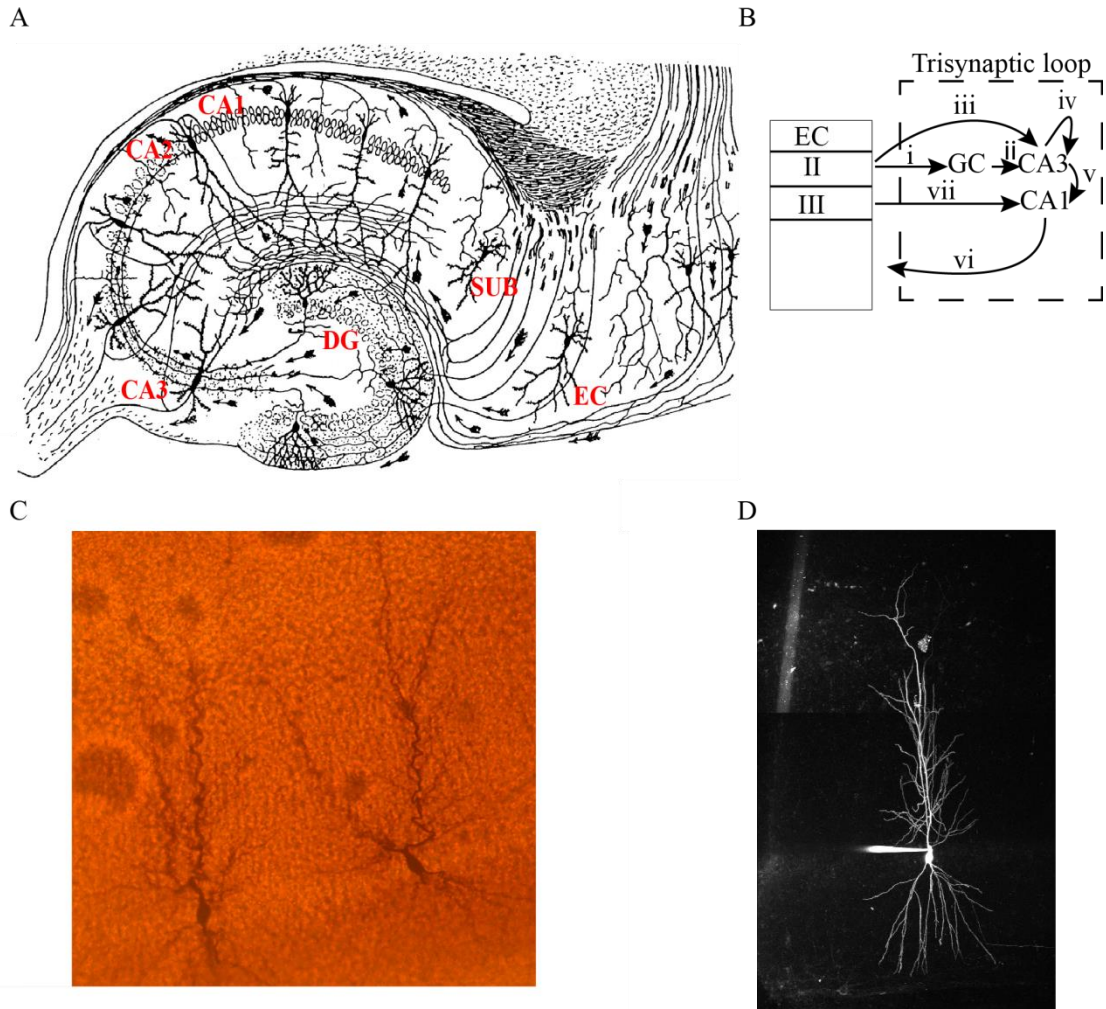 A
CA1
CA2
SUB
DG
CA3
EC
B
Trisynaptic loop
iii
iv
EC
II
i
GC
ii
CA3
v
III
vii
CA1
vi
C
D